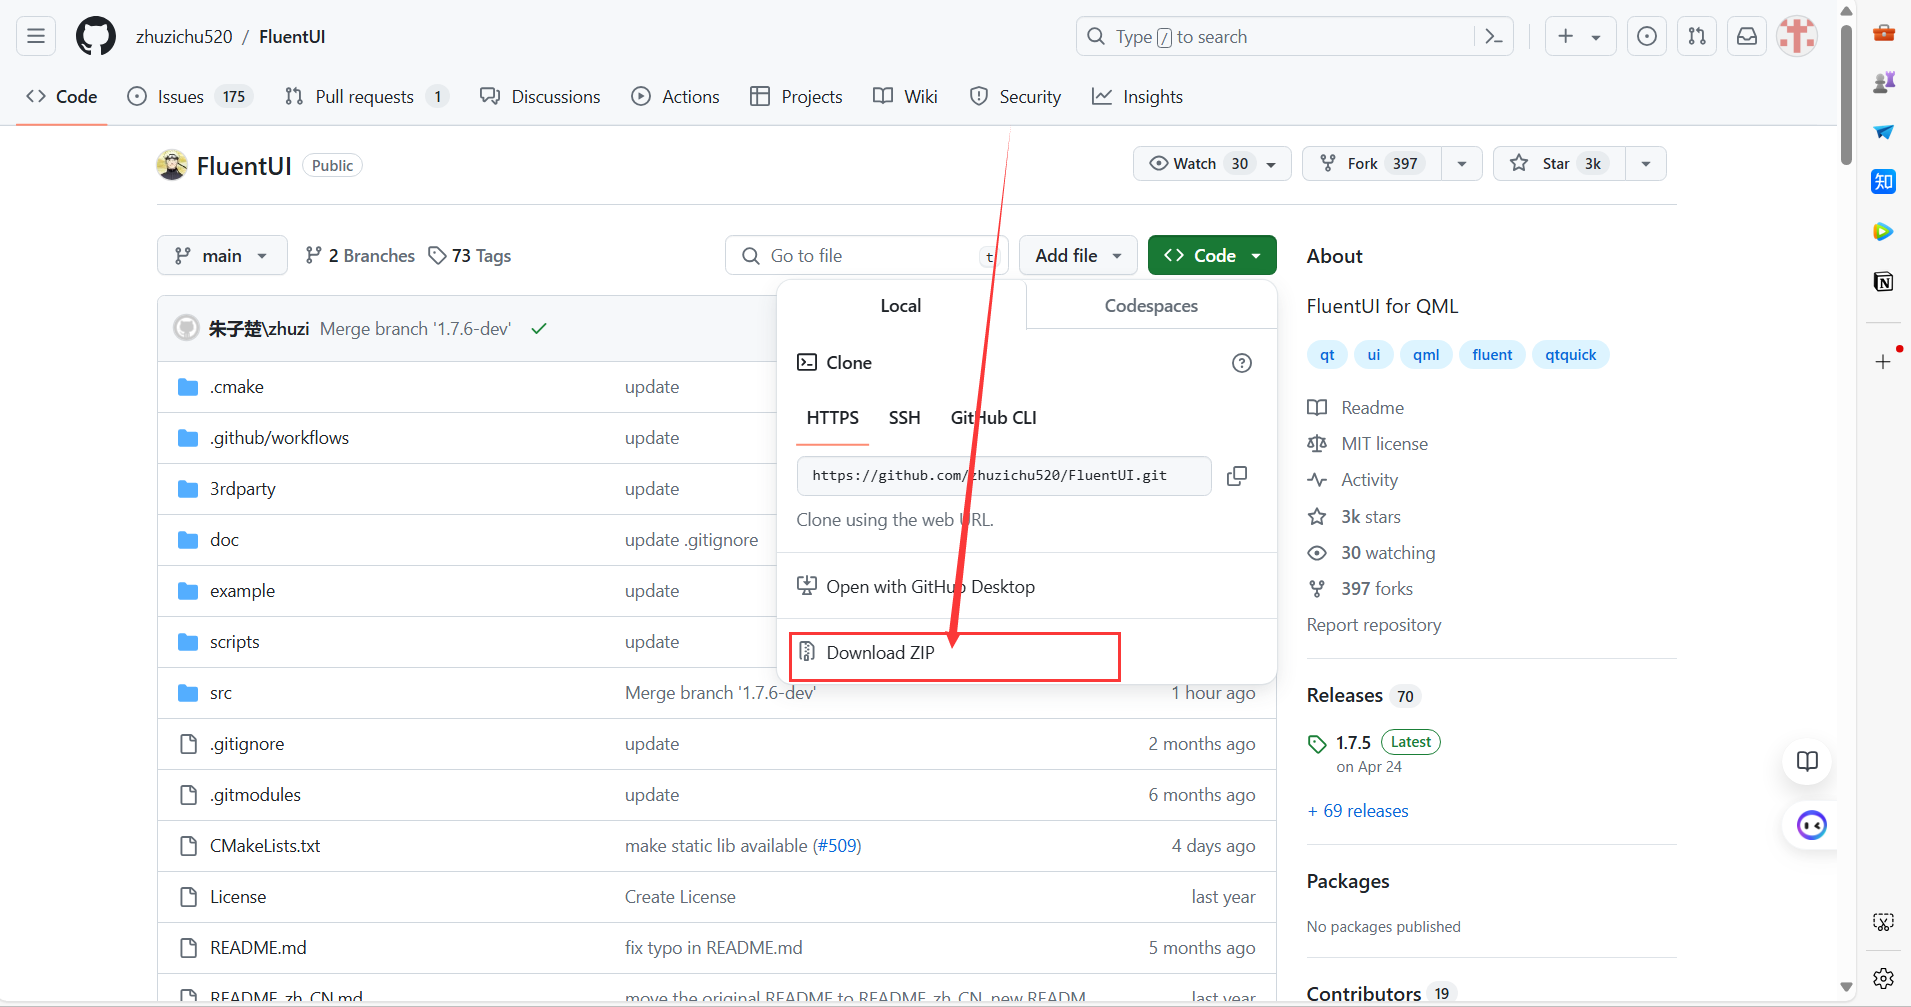 zhuzichu520 / FluentUI
Type / to search
Code
Issues 175
Pull requests 1
Discussions
Actions
Projects
Wiki
Security
Insights
FluentUI Public
Watch 30
Fork 397
Star 3k
main
2 Branches
73 Tags
Go to file
t
Add file
Code
朱子楚\zhuzi Merge branch '1.7.6-dev'
.cmake update
.github/workflows update
3rdparty update
doc update .gitignore
example update
scripts update
src Merge branch '1.7.6-dev' 1 hour ago
.gitignore update 2 months ago
.gitmodules update 6 months ago
CMakeLists.txt make static lib available (#509) 4 days ago
License Create License last year
README.md fix typo in README.md 5 months ago
README_zh_CN.md move the original README to README_zh_CN, new READM... last year
Local
Codespaces
Clone
HTTPS SSH GitHub CLI
https://github.com/zhuzichu520/FluentUI.git
Clone using the web URL.
Open with GitHub Desktop
Download ZIP
About
FluentUI for QML
qt ui qml fluent qtquick
Readme
MIT license
Activity
3k stars
30 watching
397 forks
Report repository
Releases 70
1.7.5 Latest
on Apr 24
+ 69 releases
Packages
No packages published
Contributors 19
知
N